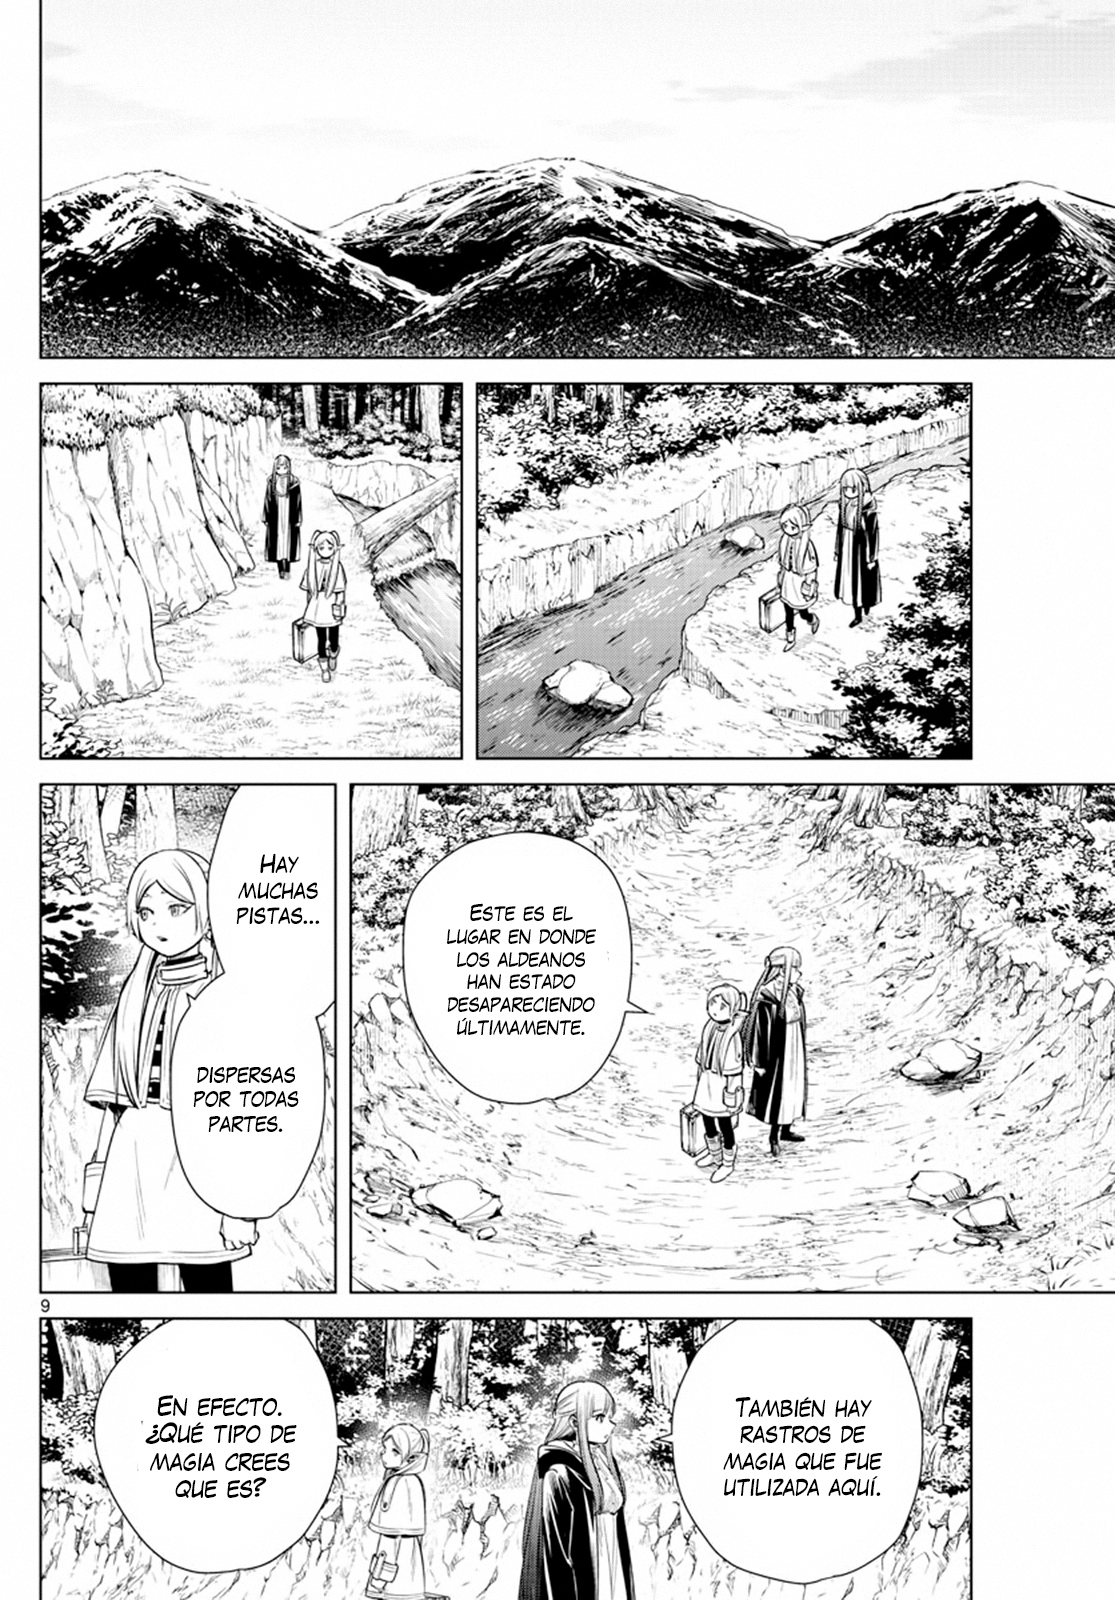 ESTE ES EL
LUGAR EN DONDE
LOS ALDEANOS
HAN ESTADO
DESAPARECIENDO
ÚLTIMAMENTE.
HAY
MUCHAS
PISTAS...
DISPERSAS
POR TODAS
PARTES.
9
TAMBIÉN HAY
RASTROS DE
MAGIA QUE FUE
UTILIZADA AQUÍ.
EN EFECTO.
¿QUÉ TIPO DE
MAGIA CREES
QUE ES?